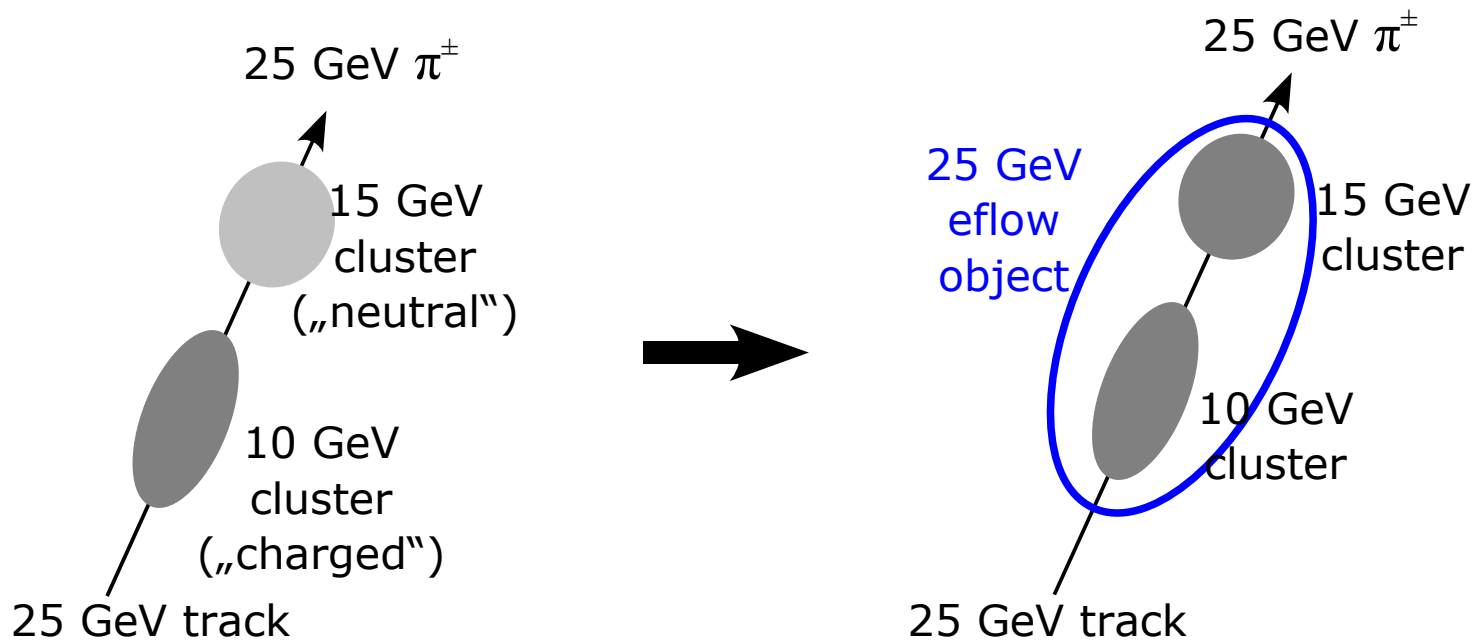 25 GeV π±
15 GeV
cluster
(„neutral“)
10 GeV
cluster
(„charged“)
25 GeV track
25 GeV π±
25 GeV
eflow
object
15 GeV
cluster
10 GeV
cluster
25 GeV track